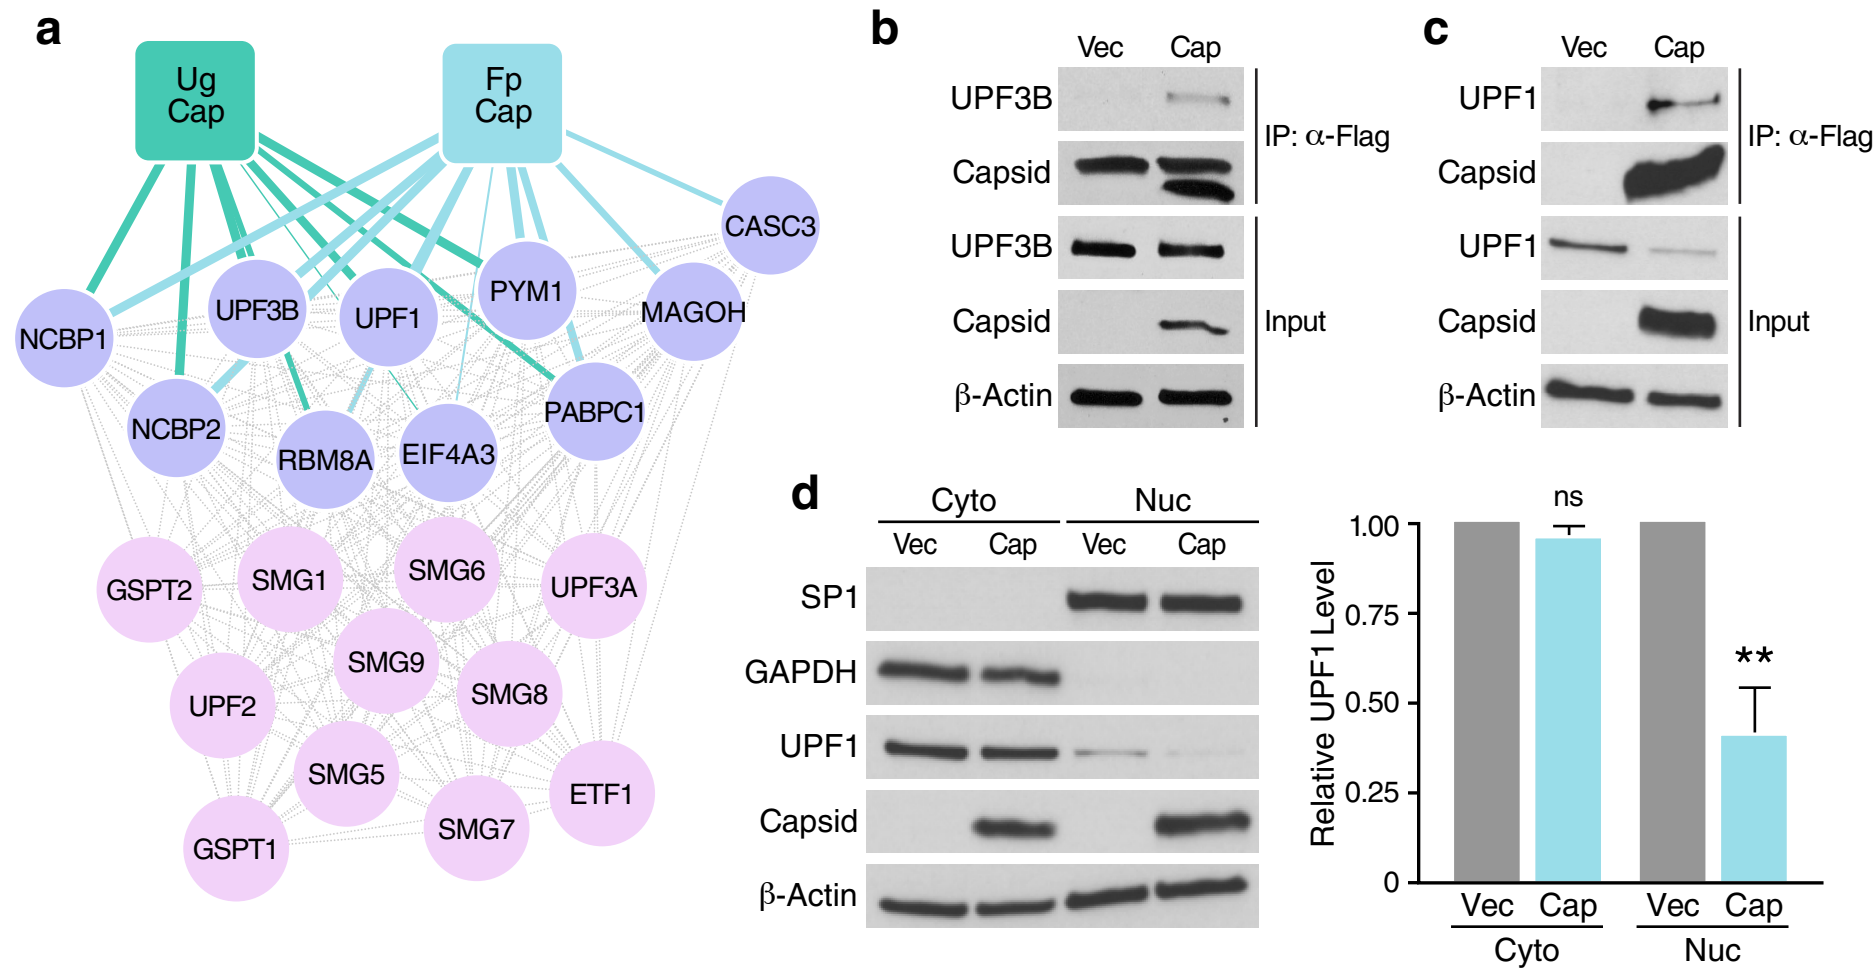 a
Ug
Cap
Fp
Cap
CASC3
PYM1
UPF3B
UPF1
MAGOH
NCBP1
PABPC1
NCBP2
RBM8A
EIF4A3
SMG6
SMG1
UPF3A
GSPT2
SMG9
SMG8
UPF2
SMG5
ETF1
SMG7
GSPT1
b
Vec Cap
UPF3B
Capsid
IP: α-Flag
UPF3B
Capsid
β-Actin
Input
c
Vec Cap
UPF1
Capsid
IP: α-Flag
UPF1
Capsid
β-Actin
Input
d
Cyto Nuc
Vec Cap Vec Cap
SP1
GAPDH
UPF1
Capsid
β-Actin
Relative UPF1 Level
1.00
0.75
0.50
0.25
0
ns
**
Vec Cap Vec Cap
Cyto Nuc